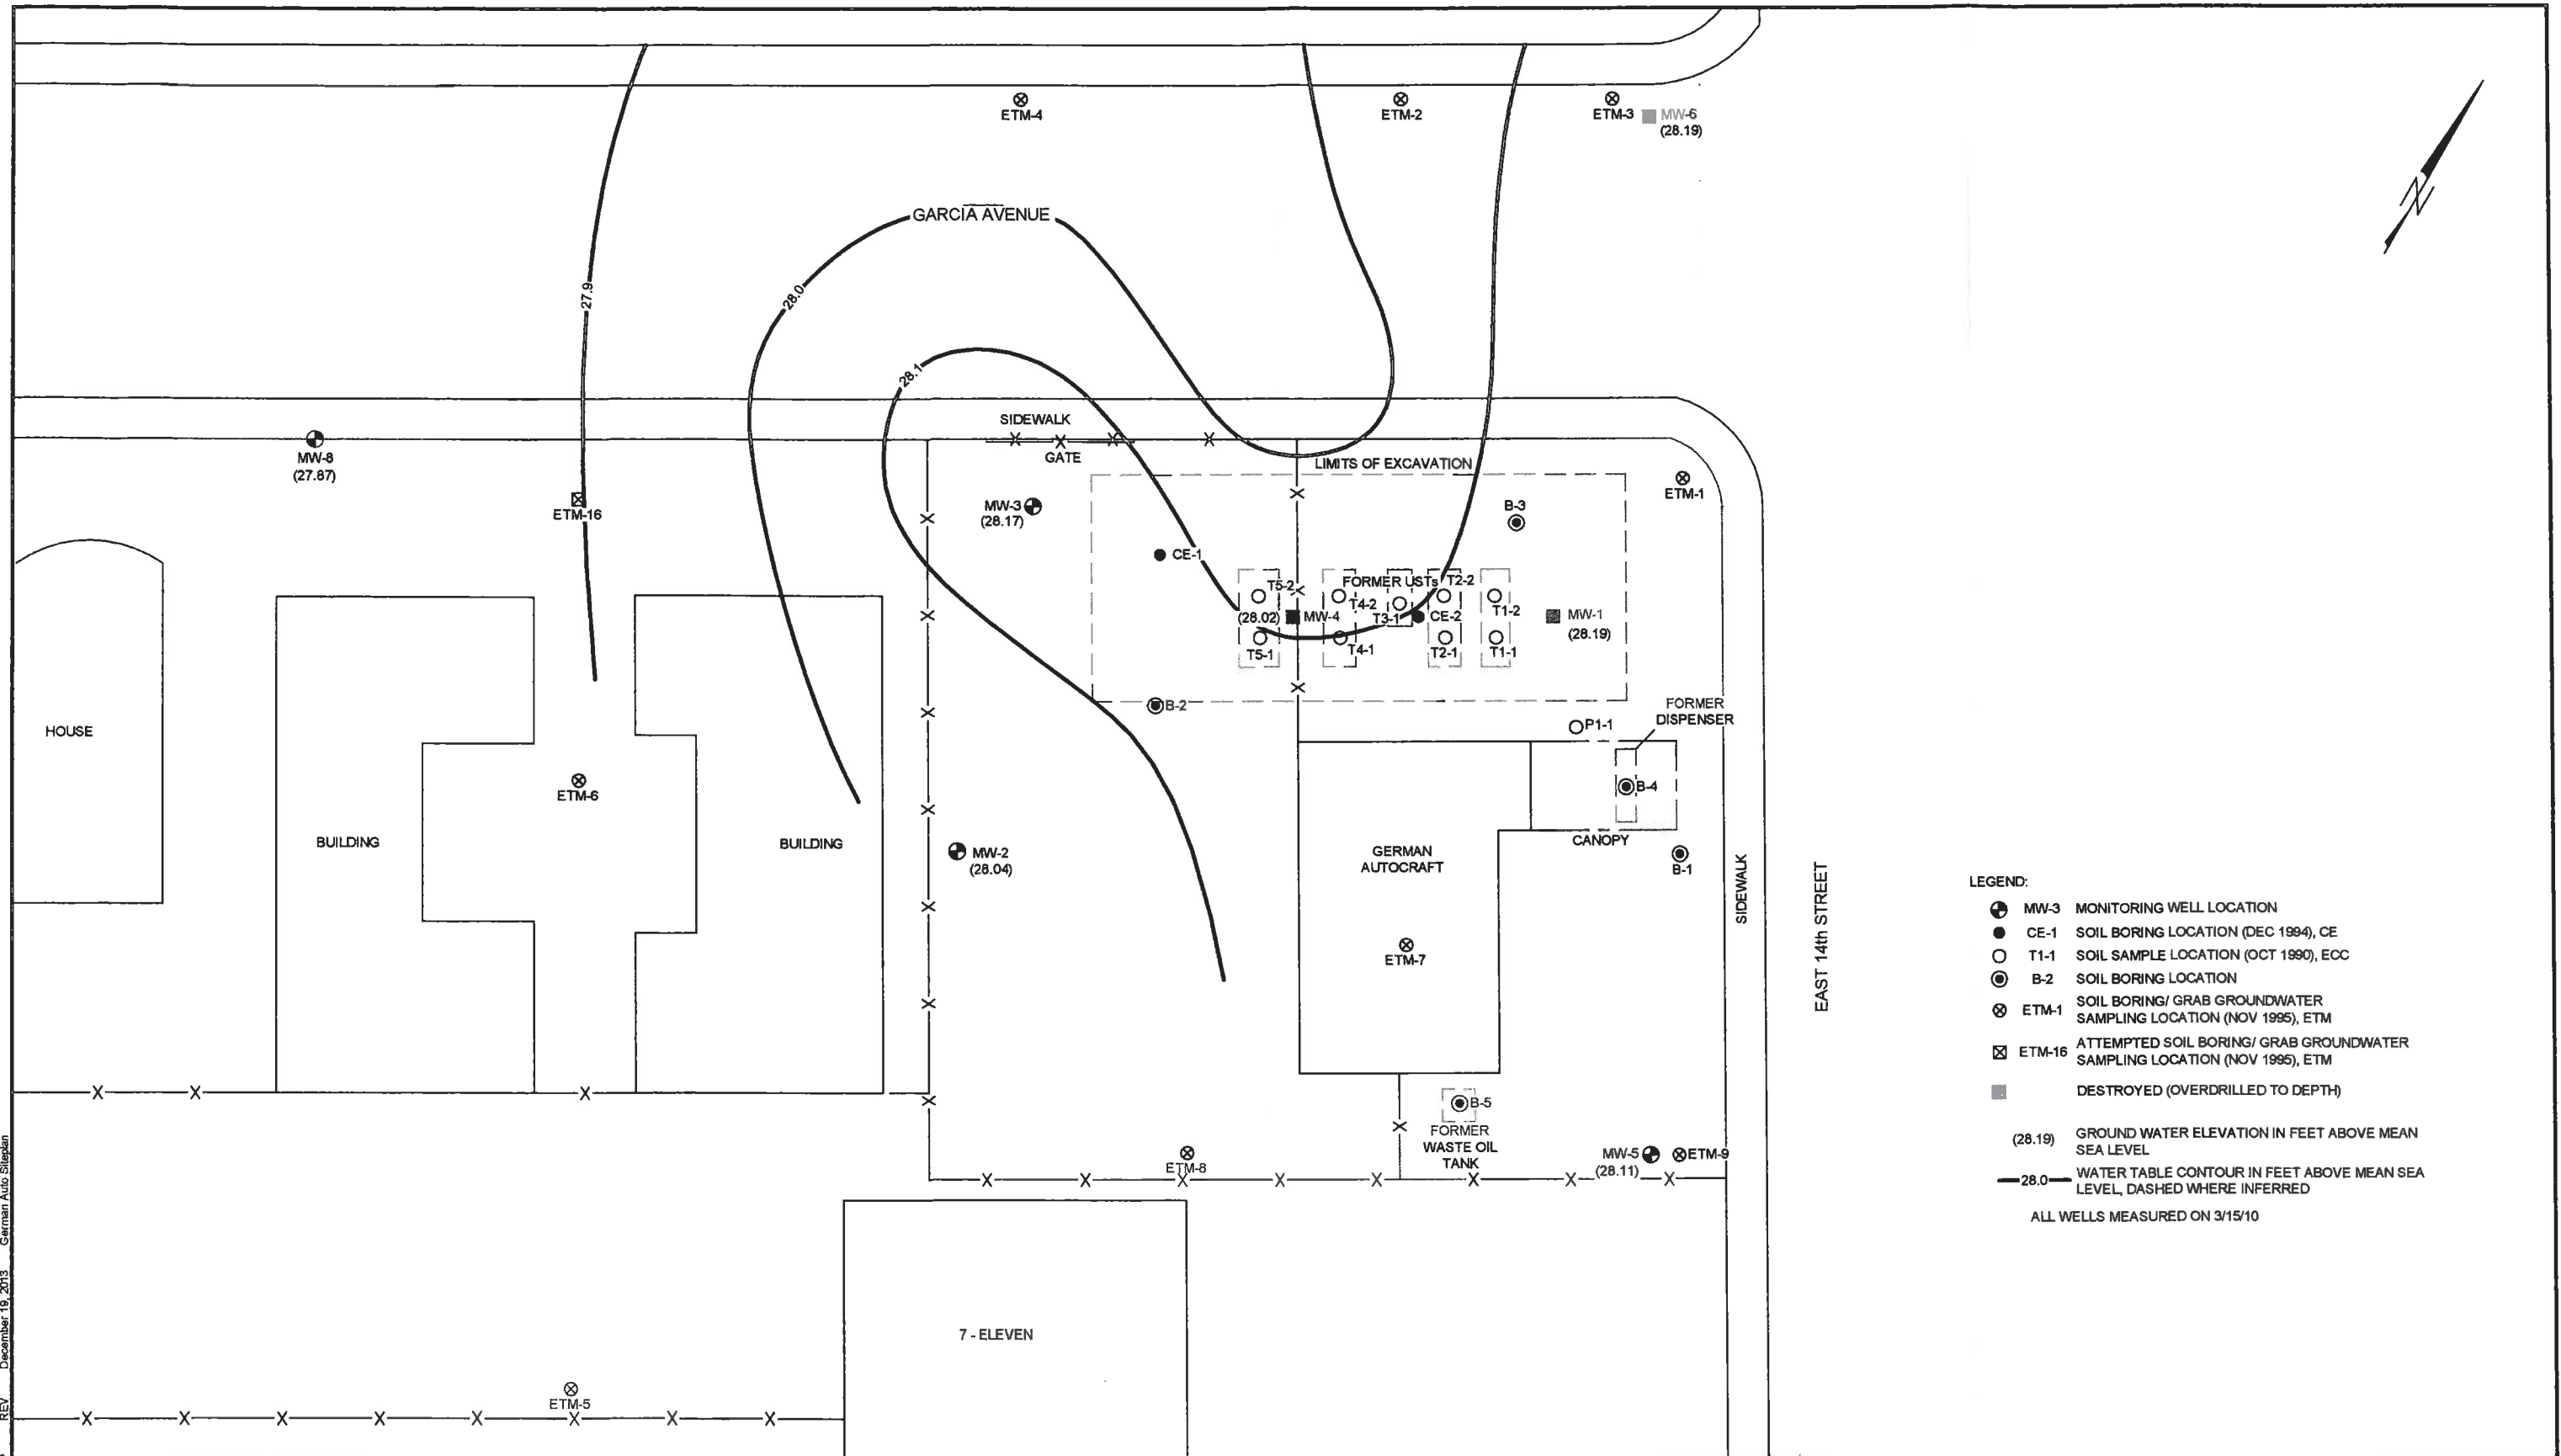 ETM-4
ETM-2
ETM-3
MW-6
(28.19)
GARCIA AVENUE
N
27.9
28.0
28.1
SIDEWALK
GATE
MW-8
(27.87)
ETM-16
MW-3
(28.17)
LIMITS OF EXCAVATION
ETM-1
B-3
CE-1
T5-2
FORMER USTs
T2-2
T4-2
T1-2
(28.02)
MW-4
T3-1
CE-2
MW-1
(28.19)
T5-1
T4-1
T2-1
T1-1
B-2
FORMER
DISPENSER
P1-1
HOUSE
ETM-6
B-4
BUILDING
BUILDING
MW-2
(28.04)
GERMAN
AUTOCRAFT
CANOPY
B-1
SIDEWALK
EAST 14th STREET
ETM-7
B-5
FORMER
WASTE OIL
TANK
ETM-8
MW-5
(28.11)
ETM-9
7 - ELEVEN
ETM-5
LEGEND:
MW-3 MONITORING WELL LOCATION
CE-1 SOIL BORING LOCATION (DEC 1994), CE
T1-1 SOIL SAMPLE LOCATION (OCT 1990), ECC
B-2 SOIL BORING LOCATION
ETM-1 SOIL BORING/ GRAB GROUNDWATER
SAMPLING LOCATION (NOV 1995), ETM
ETM-16 ATTEMPTED SOIL BORING/ GRAB GROUNDWATER
SAMPLING LOCATION (NOV 1995), ETM
DESTROYED (OVERDRILLED TO DEPTH)
(28.19) GROUND WATER ELEVATION IN FEET ABOVE MEAN
SEA LEVEL
28.0 WATER TABLE CONTOUR IN FEET ABOVE MEAN SEA
LEVEL, DASHED WHERE INFERRED
ALL WELLS MEASURED ON 3/15/10
REV. December 19, 2013 German Auto Siteplan